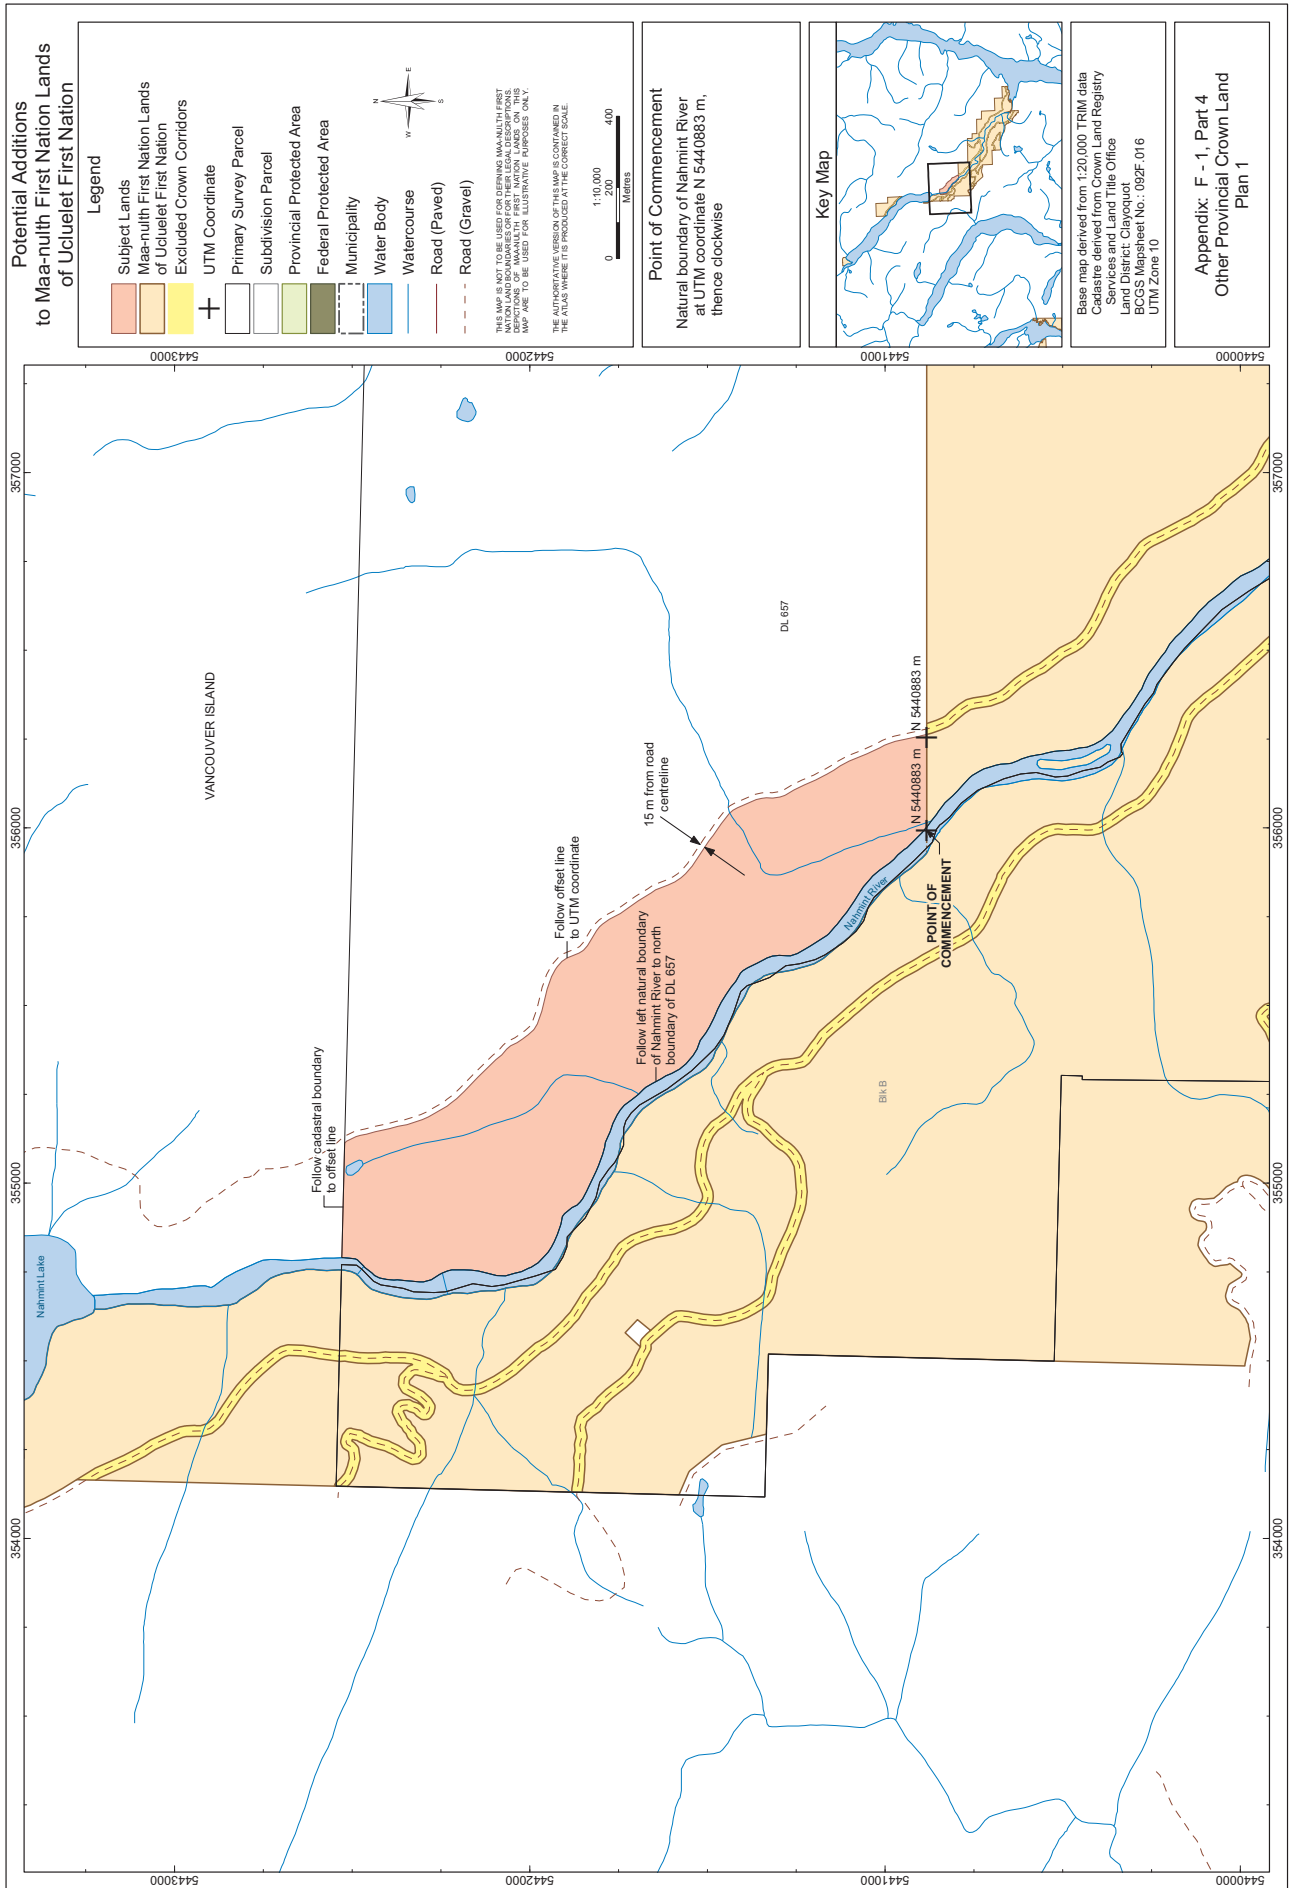 Potential Additions
to Maa-nulth First Nation Lands
of Ucluelet First Nation
Legend
Subject Lands
Maa-nulth First Nation Lands
of Ucluelet First Nation
Excluded Crown Corridors
UTM Coordinate
Primary Survey Parcel
Subdivision Parcel
Provincial Protected Area
Federal Protected Area
Municipality
Water Body
Watercourse
Road (Paved)
Road (Gravel)
N
E
S
W
THIS MAP IS NOT TO BE USED FOR DEFINING MAA-NULTH FIRST
NATION LAND BOUNDARIES OR FOR THEIR LEGAL DESCRIPTIONS.
DEPICTIONS OF MAA-NULTH FIRST NATION LANDS ON THIS
MAP ARE TO BE USED FOR ILLUSTRATIVE PURPOSES ONLY.
THE AUTHORITATIVE VERSION OF THIS MAP IS CONTAINED IN
THE ATLAS WHERE IT IS PRODUCED AT THE CORRECT SCALE.
1:10,000
0 200 400
Metres
Point of Commencement
Natural boundary of Nahmint River
at UTM coordinate N 5440883 m,
thence clockwise
Key Map
Base map derived from 1:20,000 TRIM data
Cadastre derived from Crown Land Registry
Services and Land Title Office
Land District: Clayoquot
BCGS Mapsheet No.: 092F.016
UTM Zone 10
Appendix: F - 1, Part 4
Other Provincial Crown Land
Plan 1
354000
355000
356000
357000
5443000
5442000
5441000
5440000
Nahmint Lake
VANCOUVER ISLAND
Follow cadastral boundary
to offset line
Follow offset line
to UTM coordinate
15 m from road
centreline
Follow left natural boundary
of Nahmint River to north
boundary of DL 657
DL 657
Nahmint River
N 5440883 m
N 5440883 m
POINT OF
COMMENCEMENT
Blk B
354000
355000
356000
357000
5443000
5442000
5441000
5440000